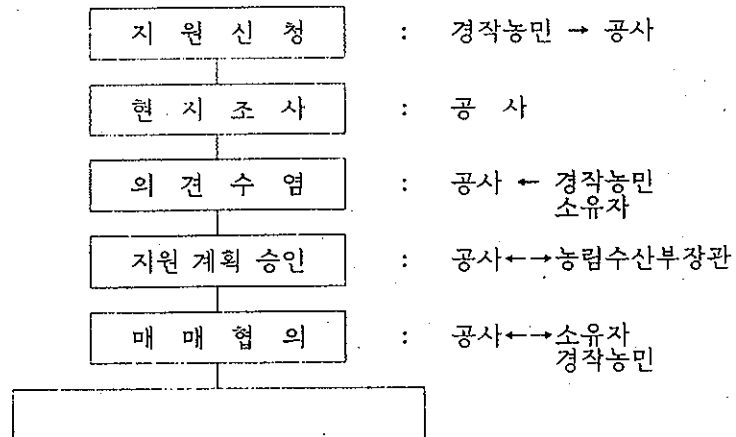 지 원 신 청 : 경작농민 → 공사
현 지 조 사 : 공 사
의 견 수 렴 : 공사 ← 경작농민
소유자
지원 계획 승인 : 공사←→농림수산부장관
매 매 협 의 : 공사←→소유자
경작농민